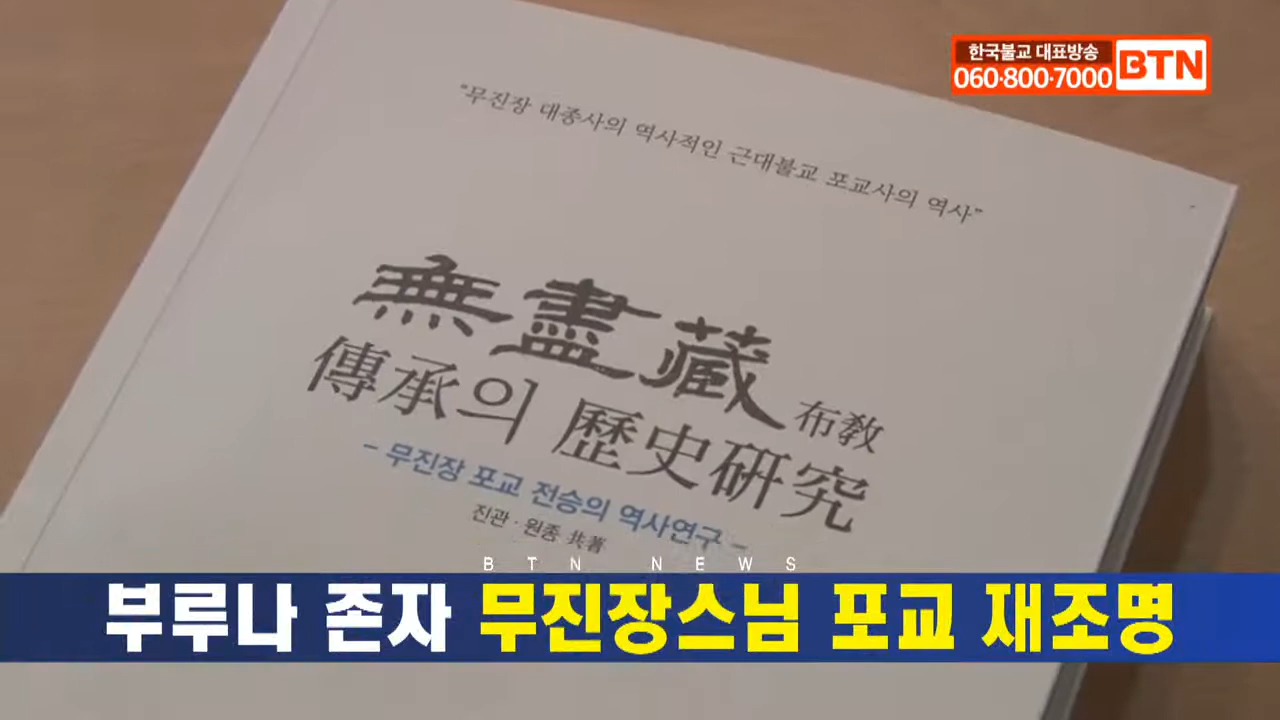 한국불교 대표방송
060·800·7000 BTN
"무진장 대종사의 역사적인 근대불교 포교사의 역사"
無盡藏 布敎
傳承의 歷史硏究
- 무진장 포교 전승의 역사연구 -
진관 · 원종 共著
BTN NEWS
부루나 존자 무진장스님 포교 재조명